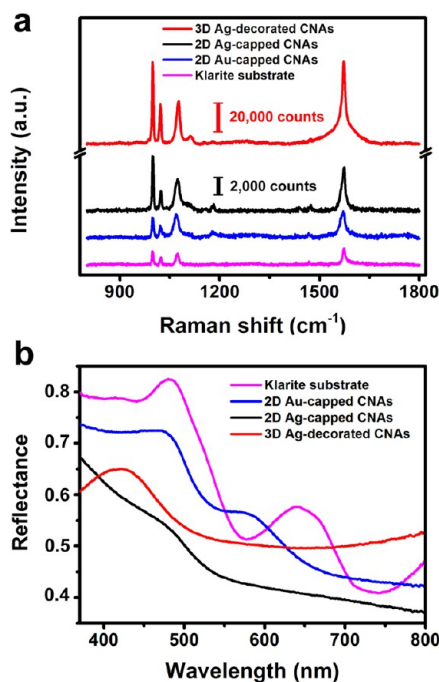 a
3D Ag-decorated CNAs
2D Ag-capped CNAs
2D Au-capped CNAs
Klarite substrate
20,000 counts
2,000 counts
Intensity (a.u.)
900 1200 1500 1800
Raman shift (cm⁻¹)
b
Klarite substrate
2D Au-capped CNAs
2D Ag-capped CNAs
3D Ag-decorated CNAs
Reflectance
0.8
0.7
0.6
0.5
0.4
400 500 600 700 800
Wavelength (nm)